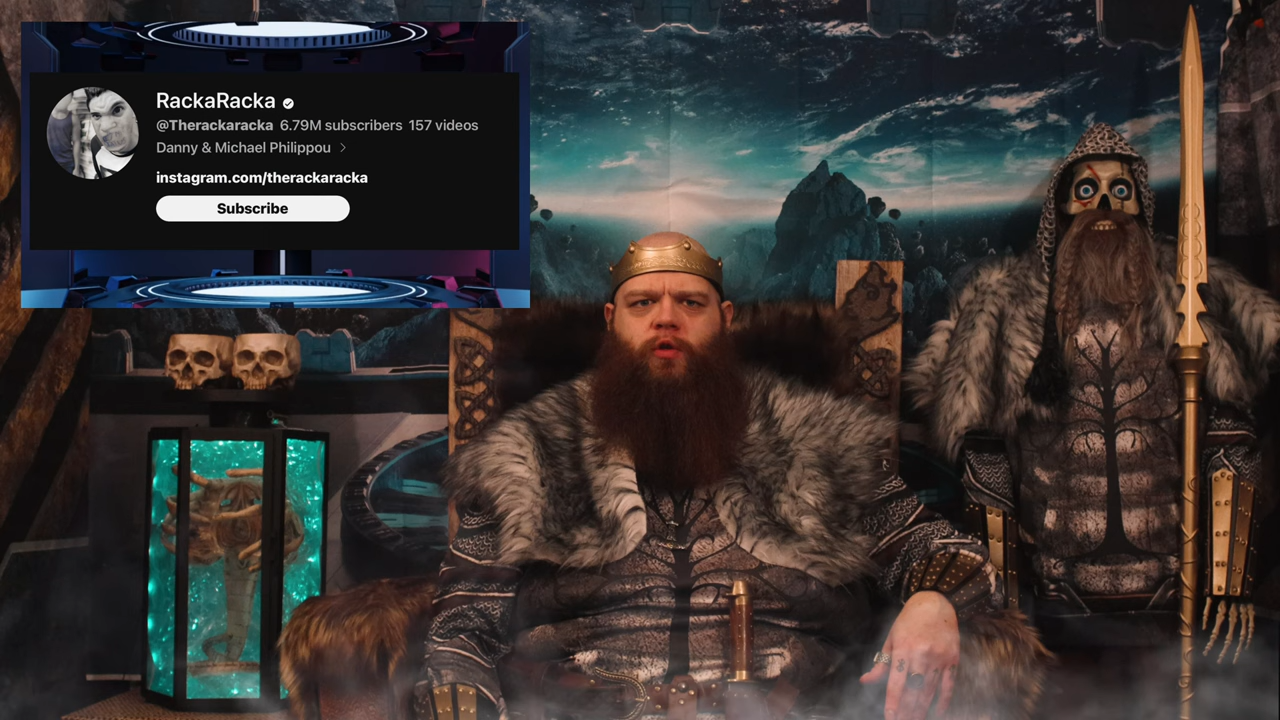 RackaRacka
@Therackaracka 6.79M subscribers 157 videos
Danny & Michael Philippou
instagram.com/therackaracka
Subscribe